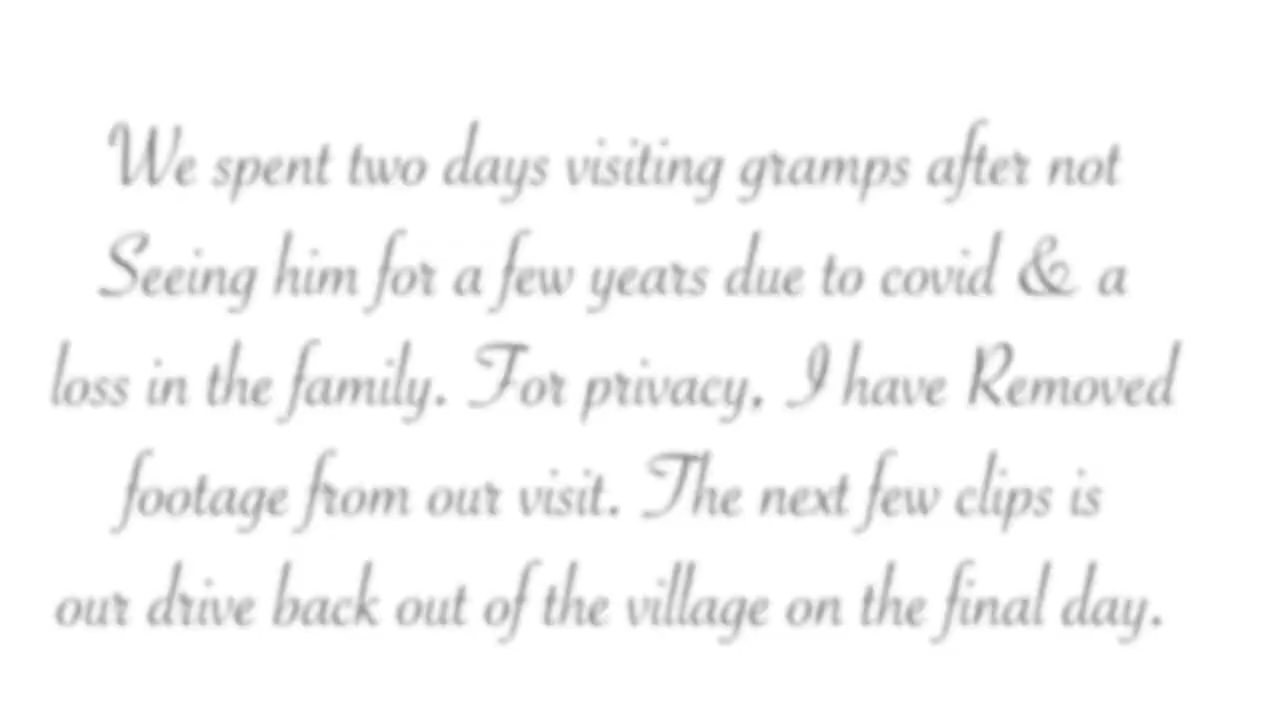 We spent two days visiting gramps after not
Seeing him for a few years due to covid & a
loss in the family. For privacy, I have Removed
footage from our visit. The next few clips is
our drive back out of the village on the final day.